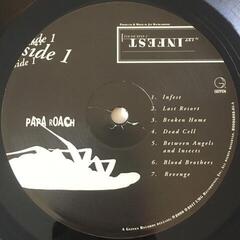 side 1
side 1
side 1
INFEST
GEFFEN
1. Infest
2. Last Resort
3. Broken Home
4. Dead Cell
5. Between Angels
and Insects
6. Blood Brothers
7. Revenge
PAPA ROACH